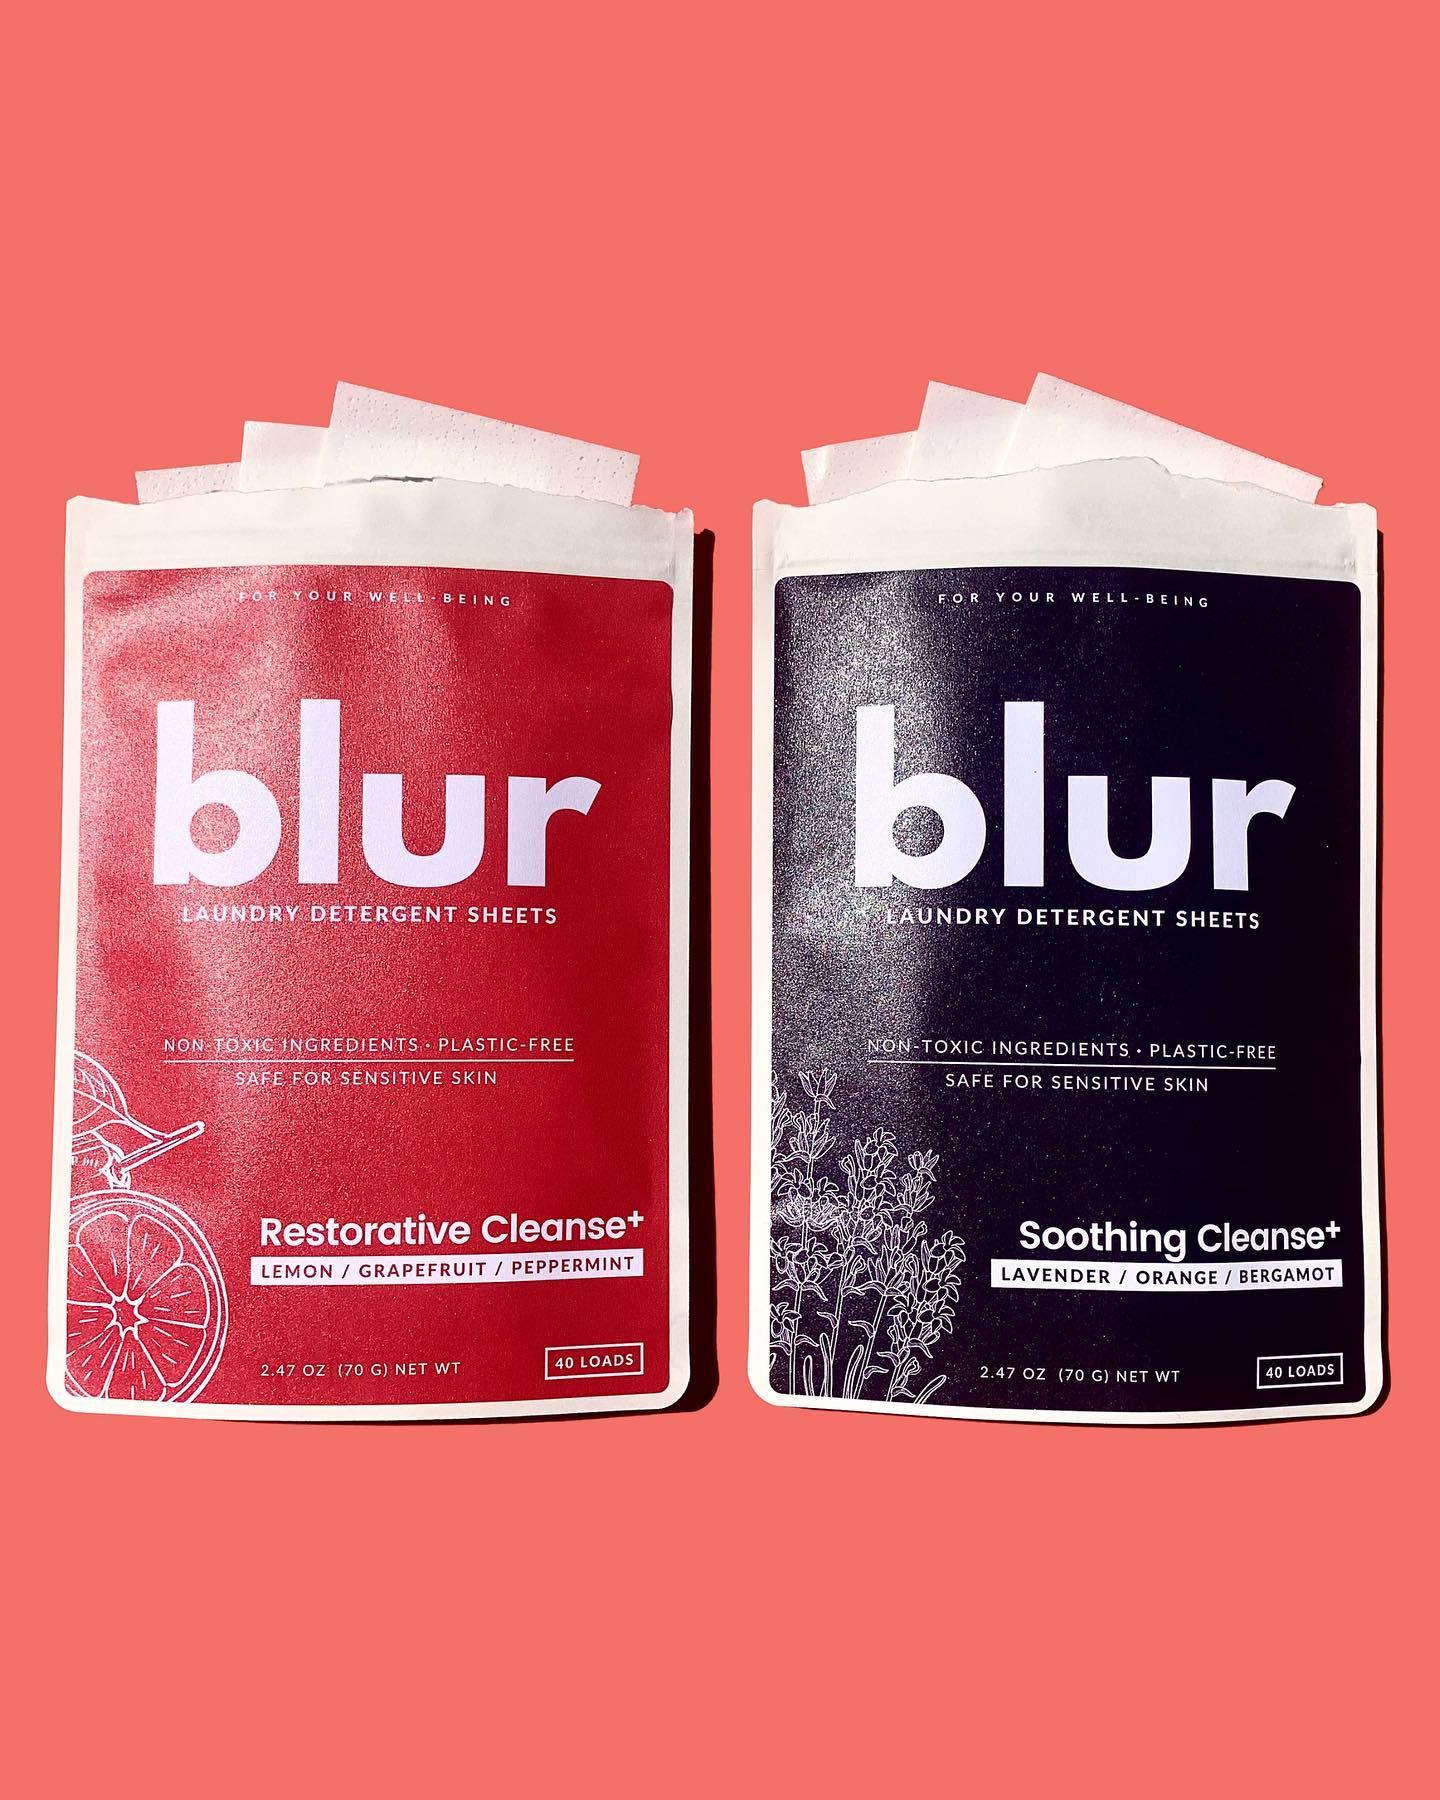 FOR YOUR WELL-BEING
blur
LAUNDRY DETERGENT SHEETS
NON-TOXIC INGREDIENTS · PLASTIC-FREE
SAFE FOR SENSITIVE SKIN
Restorative Cleanse+
LEMON / GRAPEFRUIT / PEPPERMINT
2.47 OZ (70 G) NET WT
40 LOADS
FOR YOUR WELL-BEING
blur
LAUNDRY DETERGENT SHEETS
NON-TOXIC INGREDIENTS · PLASTIC-FREE
SAFE FOR SENSITIVE SKIN
Soothing Cleanse+
LAVENDER / ORANGE / BERGAMOT
2.47 OZ (70 G) NET WT
40 LOADS